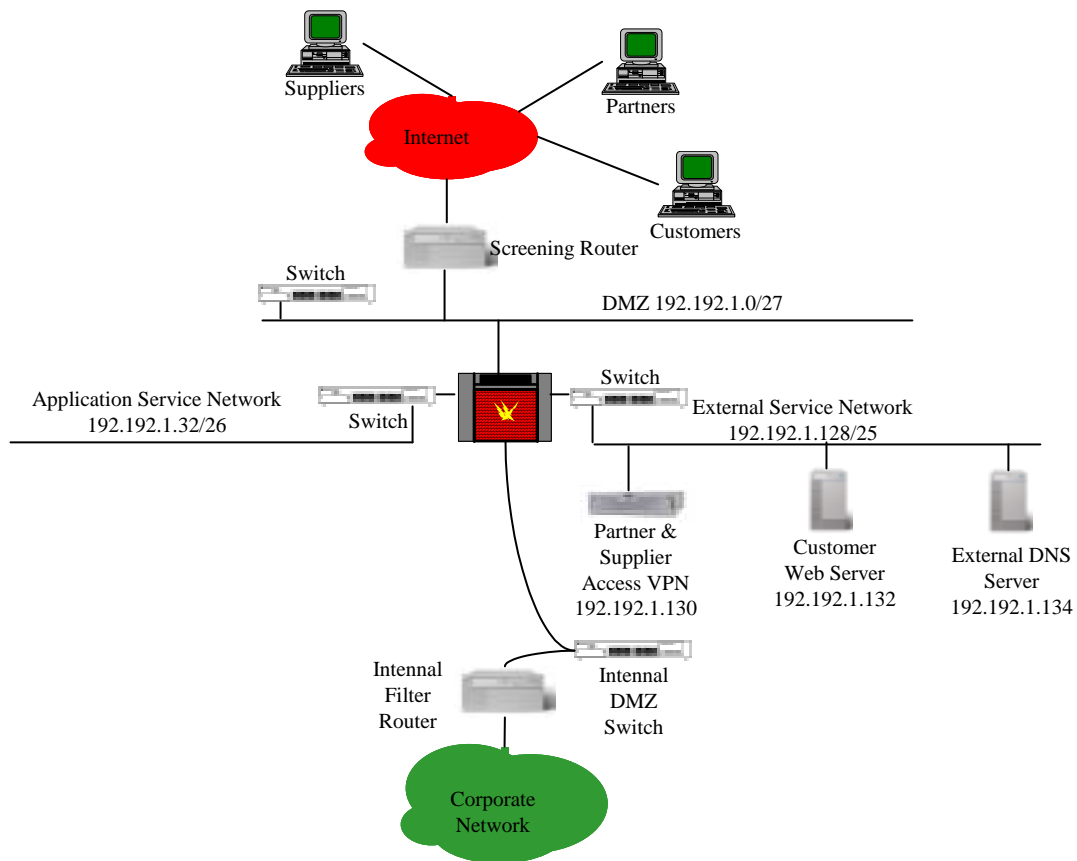 Suppliers
Partners
Internet
Customers
Screening Router
Switch
DMZ 192.192.1.0/27
Application Service Network
192.192.1.32/26
Switch
Switch
External Service Network
192.192.1.128/25
Partner &
Supplier
Access VPN
192.192.1.130
Customer
Web Server
192.192.1.132
External DNS
Server
192.192.1.134
Intennal
Filter
Router
Intennal
DMZ
Switch
Corporate
Network